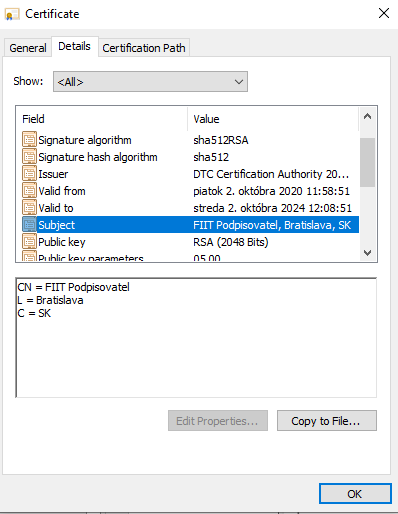 Certificate
General Details Certification Path
Show: <All>
Field Value
Signature algorithm sha512RSA
Signature hash algorithm sha512
Issuer DTC Certification Authority 20...
Valid from piatok 2. októbra 2020 11:58:51
Valid to streda 2. októbra 2024 12:08:51
Subject FIIT Podpisovatel, Bratislava, SK
Public key RSA (2048 Bits)
Public key parameters 05 00
CN = FIIT Podpisovatel
L = Bratislava
C = SK
Edit Properties... Copy to File...
OK